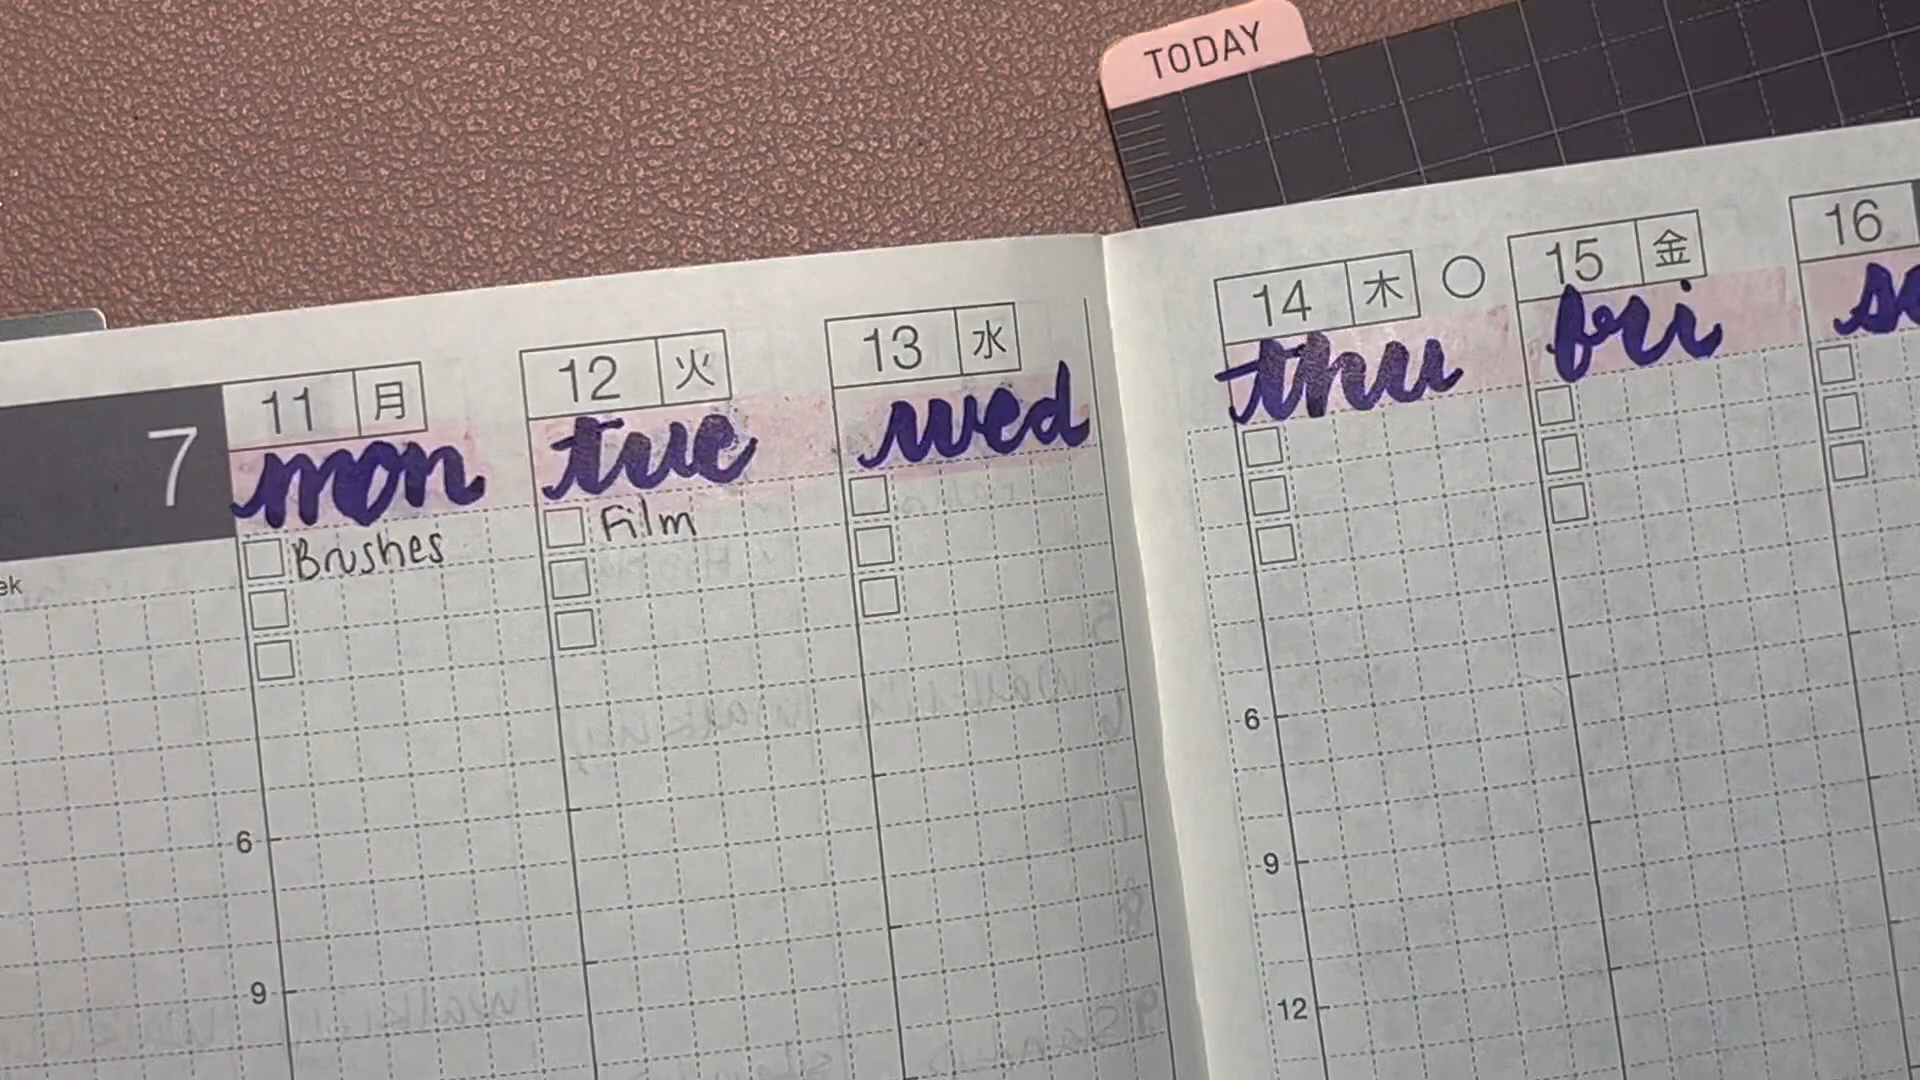 TODAY
7
11 月
mon
Brushes
12 火
tue
Film
13 水
wed
14 木
thu
15 金
fri
16
6
9
6
9
12